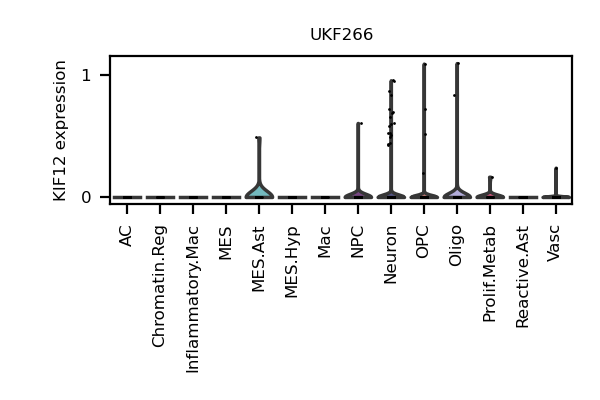 UKF266
KIF12 expression
1
0
AC
Chromatin.Reg
Inflammatory.Mac
MES
MES.Ast
MES.Hyp
Mac
NPC
Neuron
OPC
Oligo
Prolif.Metab
Reactive.Ast
Vasc